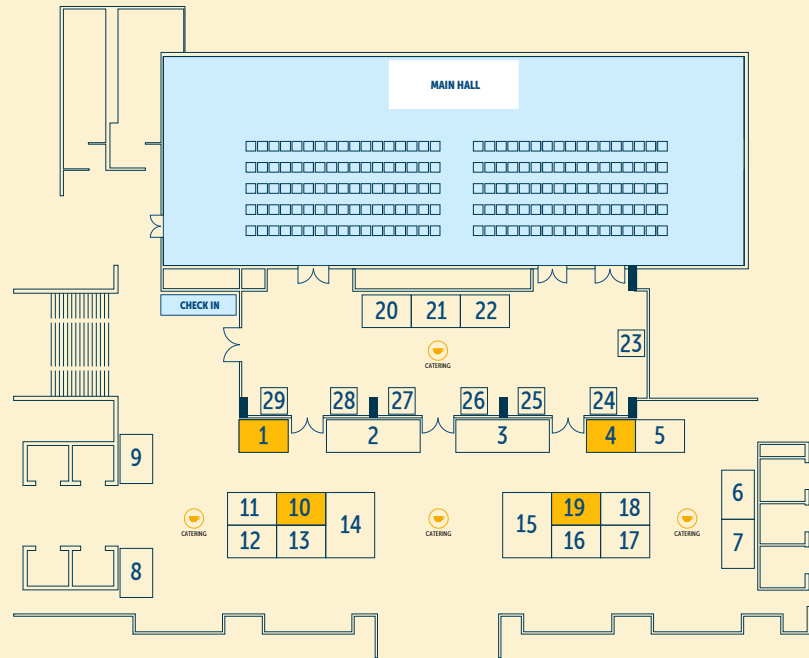 MAIN HALL
CHECK IN
20 21 22
23
CATERING
29 28 27 26 25 24
1 2 3 4 5
9
6
11 10 14 15 19 18
CATERING CATERING CATERING
12 13 16 17
7
8